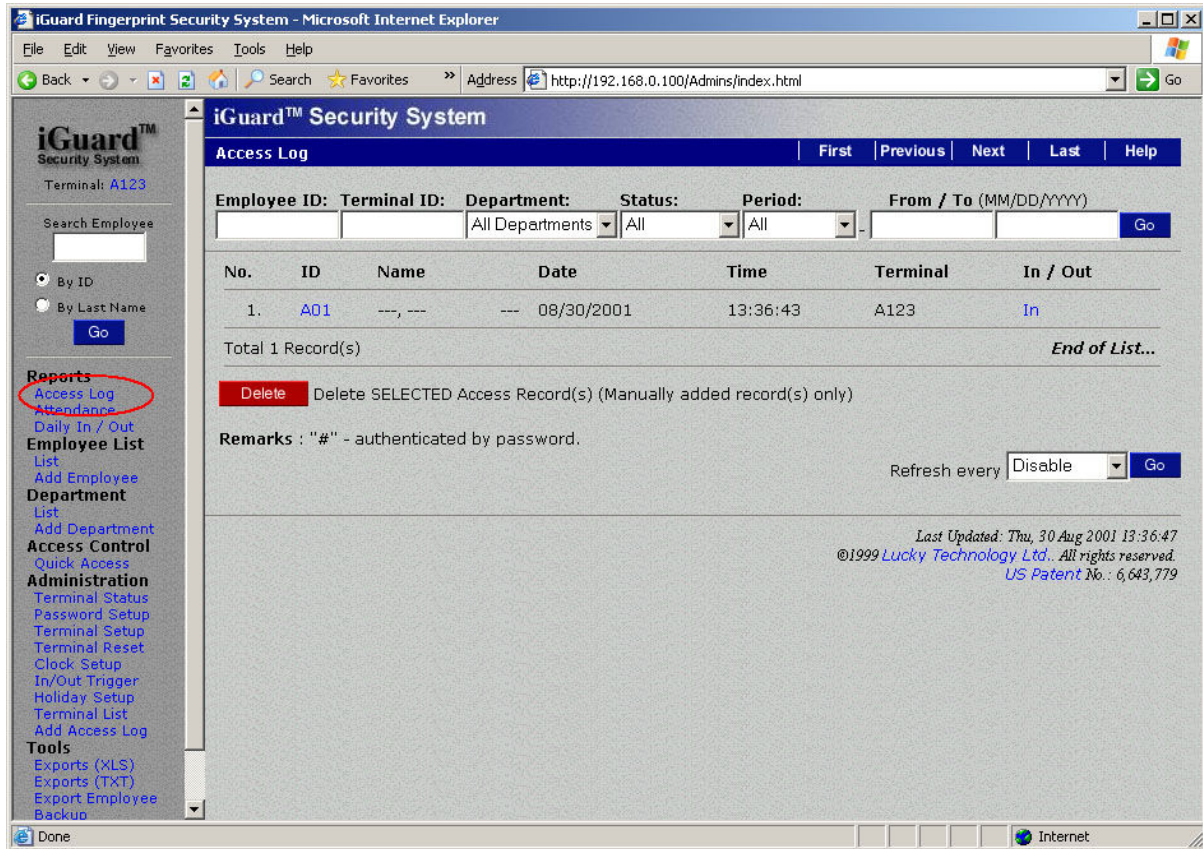 iGuard Fingerprint Security System - Microsoft Internet Explorer
File Edit View Favorites Tools Help
Back Search Favorites » Address http://192.168.0.100/Admins/index.html Go
iGuard™
Security System
Terminal: A123
Search Employee
By ID
By Last Name
Go
Reports
Access Log
Attendance
Daily In / Out
Employee List
List
Add Employee
Department
List
Add Department
Access Control
Quick Access
Administration
Terminal Status
Password Setup
Terminal Setup
Terminal Reset
Clock Setup
In/Out Trigger
Holiday Setup
Terminal List
Add Access Log
Tools
Exports (XLS)
Exports (TXT)
Export Employee
Backup
iGuard™ Security System
Access Log | First | Previous | Next | Last | Help
Employee ID: Terminal ID: Department: Status: Period: From / To (MM/DD/YYYY)
All Departments All All - Go
No. ID Name Date Time Terminal In / Out
1. A01 ---, --- --- 08/30/2001 13:36:43 A123 In
Total 1 Record(s) End of List...
Delete Delete SELECTED Access Record(s) (Manually added record(s) only)
Remarks : "#" - authenticated by password.
Refresh every Disable Go
Last Updated: Thu, 30 Aug 2001 13:36:47
©1999 Lucky Technology Ltd.. All rights reserved.
US Patent No.: 6,643,779
Done Internet